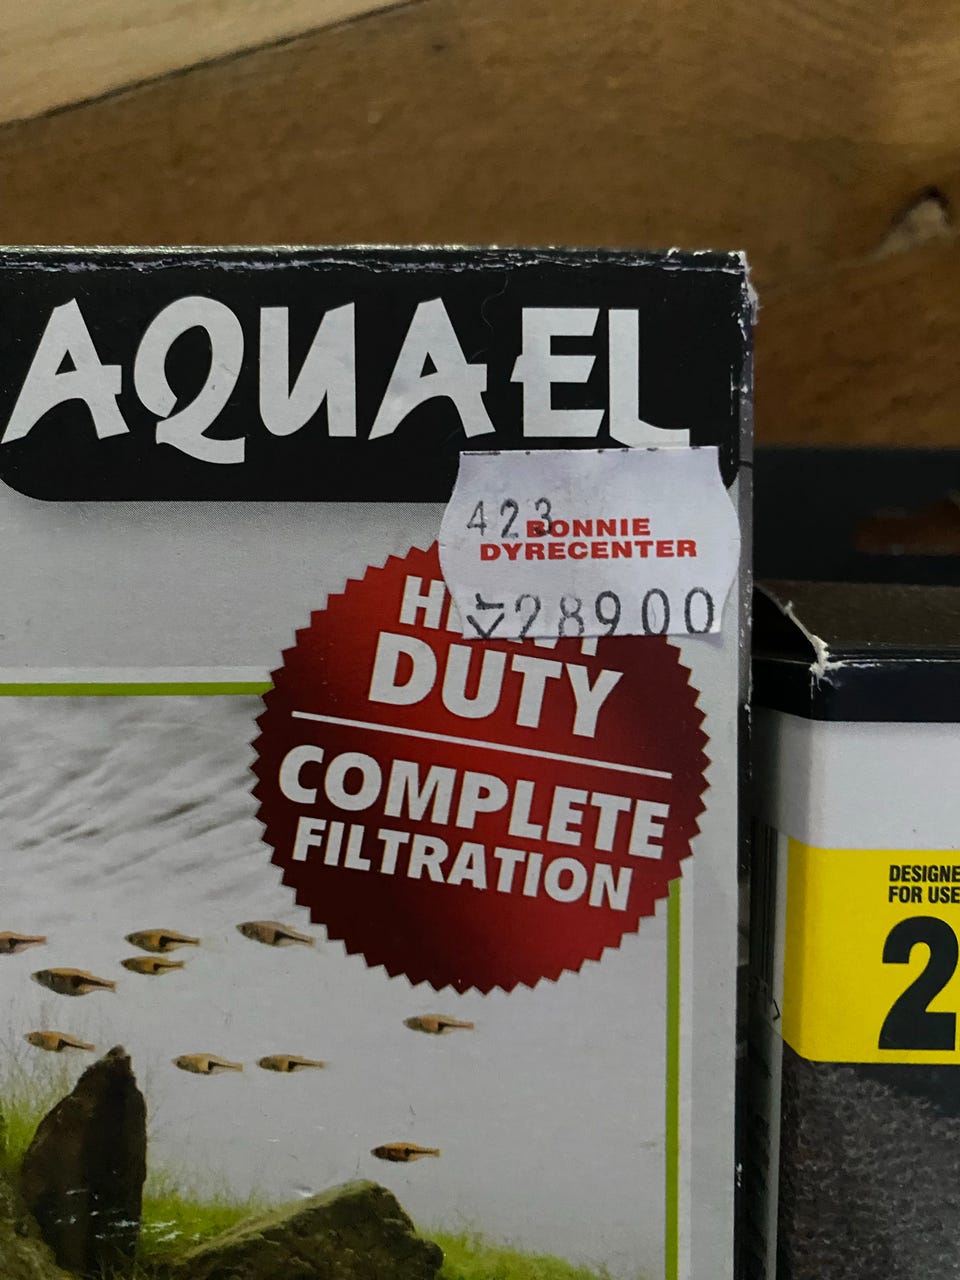 AQUAEL
423
BONNIE
DYRECENTER
28900
DUTY
COMPLETE
FILTRATION
DESIGNE
FOR USE
2